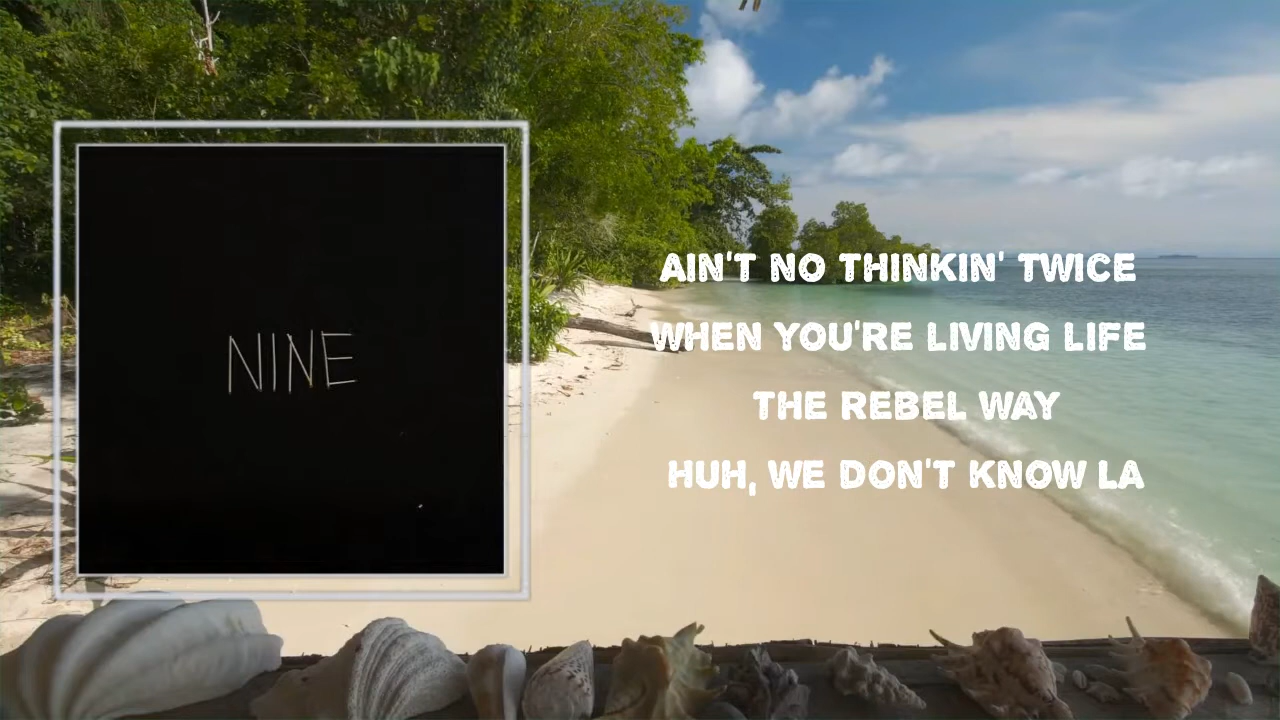 NINE
AIN'T NO THINKIN' TWICE
WHEN YOU'RE LIVING LIFE
THE REBEL WAY
HUH, WE DON'T KNOW LA